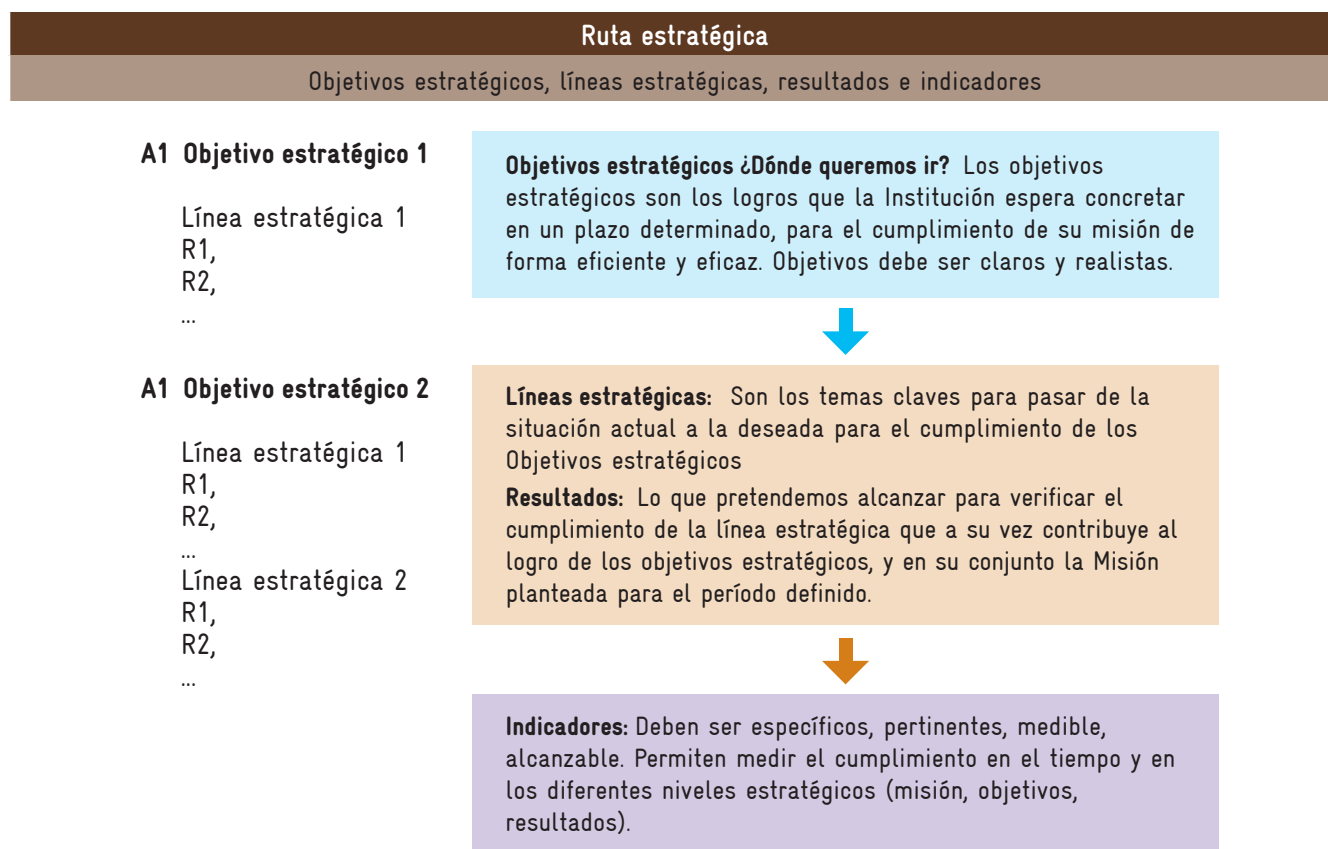 Ruta estratégica
Objetivos estratégicos, líneas estratégicas, resultados e indicadores
A1 Objetivo estratégico 1
Línea estratégica 1
R1,
R2,
...
A1 Objetivo estratégico 2
Línea estratégica 1
R1,
R2,
...
Línea estratégica 2
R1,
R2,
...
Objetivos estratégicos ¿Dónde queremos ir? Los objetivos
estratégicos son los logros que la Institución espera concretar
en un plazo determinado, para el cumplimiento de su misión de
forma eficiente y eficaz. Objetivos debe ser claros y realistas.
Líneas estratégicas: Son los temas claves para pasar de la
situación actual a la deseada para el cumplimiento de los
Objetivos estratégicos
Resultados: Lo que pretendemos alcanzar para verificar el
cumplimiento de la línea estratégica que a su vez contribuye al
logro de los objetivos estratégicos, y en su conjunto la Misión
planteada para el período definido.
Indicadores: Deben ser específicos, pertinentes, medible,
alcanzable. Permiten medir el cumplimiento en el tiempo y en
los diferentes niveles estratégicos (misión, objetivos,
resultados).